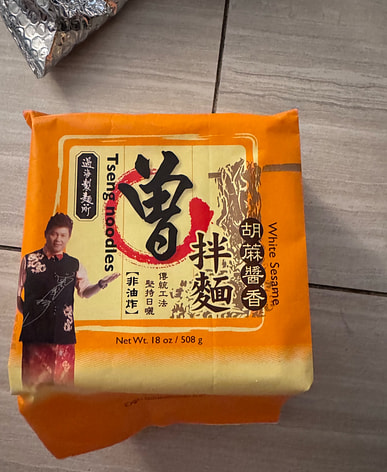 過海製麵所
Tseng noodles
曾
拌麵
胡麻醬香
White Sesame
【非油炸】
傳統工法
堅持日曬
Net Wt. 18 oz / 508 g